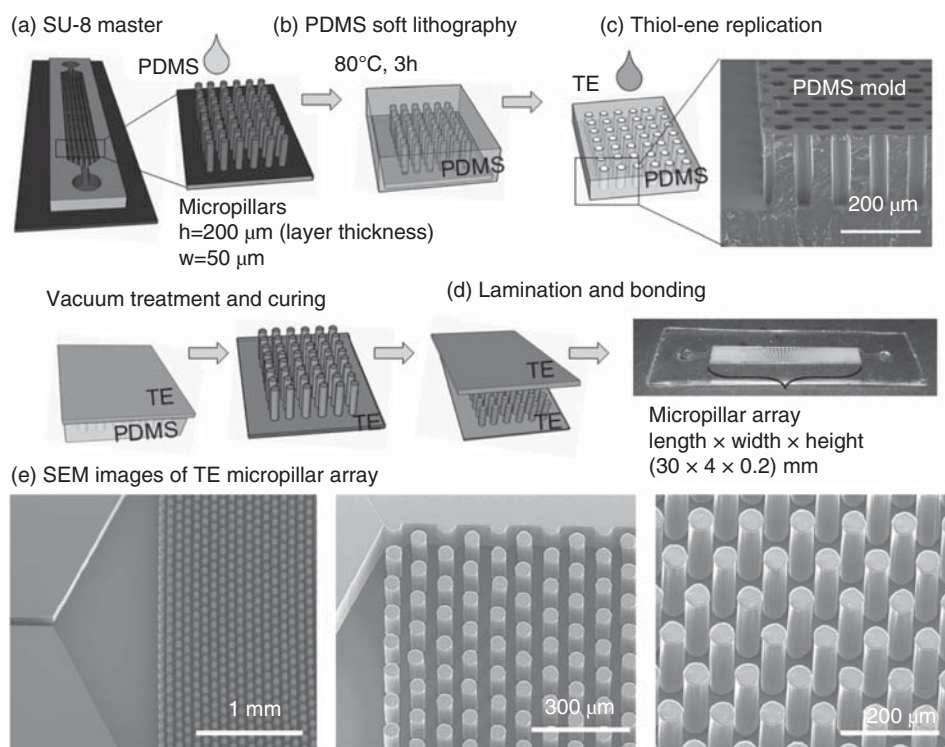 (a) SU-8 master
(b) PDMS soft lithography
(c) Thiol-ene replication
PDMS
80°C, 3h
TE
PDMS mold
PDMS
PDMS
200 μm
Micropillars
h=200 μm (layer thickness)
w=50 μm
Vacuum treatment and curing
(d) Lamination and bonding
TE
PDMS
TE
TE
TE
Micropillar array
length × width × height
(30 × 4 × 0.2) mm
(e) SEM images of TE micropillar array
1 mm
300 μm
200 μm